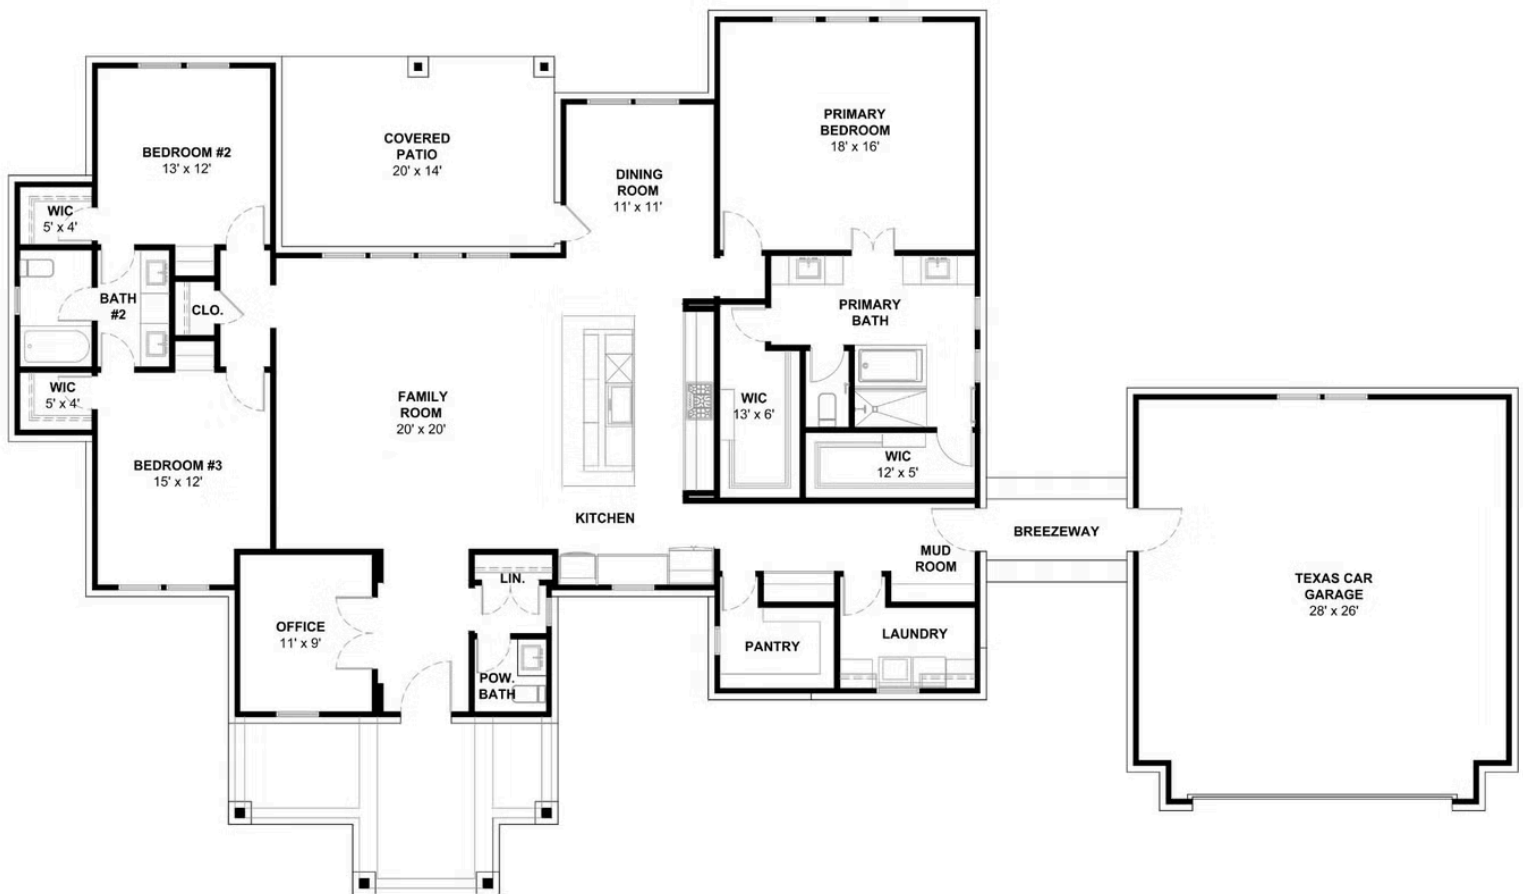 PRIMARY
BEDROOM
18' x 16'
COVERED
PATIO
20' x 14'
BEDROOM #2
13' x 12'
DINING
ROOM
11' x 11'
WIC
5' x 4'
BATH
#2
CLO.
PRIMARY
BATH
WIC
5' x 4'
FAMILY
ROOM
20' x 20'
WIC
13' x 6'
BEDROOM #3
15' x 12'
WIC
12' x 5'
KITCHEN
BREEZEWAY
MUD
ROOM
LIN.
TEXAS CAR
GARAGE
28' x 26'
OFFICE
11' x 9'
PANTRY
LAUNDRY
POW.
BATH